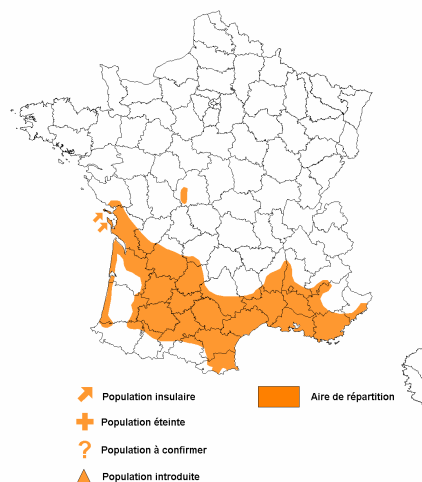 Population insulaire
Aire de répartition
Population éteinte
Population à confirmer
Population introduite